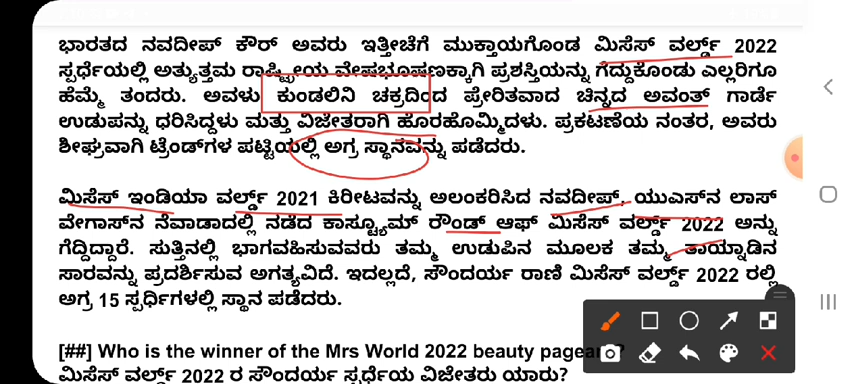 ಭಾರತದ ನವದೀಪ್ ಕೌರ್ ಅವರು ಇತ್ತೀಚೆಗೆ ಮುಕ್ತಾಯಗೊಂಡ ಮಿಸೆಸ್ ವರ್ಲ್ಡ್ 2022
ಸ್ಪರ್ಧೆಯಲ್ಲಿ ಅತ್ಯುತ್ತಮ ರಾಷ್ಟ್ರೀಯ ವೇಷಭೂಷಣಕ್ಕಾಗಿ ಪ್ರಶಸ್ತಿಯನ್ನು ಗೆದ್ದುಕೊಂಡು ಎಲ್ಲರಿಗೂ
ಹೆಮ್ಮೆ ತಂದರು. ಅವಳು ಕುಂಡಲಿನಿ ಚಕ್ರದಿಂದ ಪ್ರೇರಿತವಾದ ಚಿನ್ನದ ಅವಂತ್ ಗಾರ್ಡೆ
ಉಡುಪನ್ನು ಧರಿಸಿದ್ದಳು ಮತ್ತು ವಿಜೇತರಾಗಿ ಹೊರಹೊಮ್ಮಿದಳು. ಪ್ರಕಟಣೆಯ ನಂತರ, ಅವರು
ಶೀಘ್ರವಾಗಿ ಟ್ರೆಂಡ್‌ಗಳ ಪಟ್ಟಿಯಲ್ಲಿ ಅಗ್ರ ಸ್ಥಾನವನ್ನು ಪಡೆದರು.
ಮಿಸೆಸ್ ಇಂಡಿಯಾ ವರ್ಲ್ಡ್ 2021 ಕಿರೀಟವನ್ನು ಅಲಂಕರಿಸಿದ ನವದೀಪ್, ಯುಎಸ್‌ನ ಲಾಸ್
ವೇಗಾಸ್‌ನ ನೆವಾಡಾದಲ್ಲಿ ನಡೆದ ಕಾಸ್ಟ್ಯೂಮ್ ರೌಂಡ್ ಆಫ್ ಮಿಸೆಸ್ ವರ್ಲ್ಡ್ 2022 ಅನ್ನು
ಗೆದ್ದಿದ್ದಾರೆ. ಸುತ್ತಿನಲ್ಲಿ ಭಾಗವಹಿಸುವವರು ತಮ್ಮ ಉಡುಪಿನ ಮೂಲಕ ತಮ್ಮ ತಾಯ್ನಾಡಿನ
ಸಾರವನ್ನು ಪ್ರದರ್ಶಿಸುವ ಅಗತ್ಯವಿದೆ. ಇದಲ್ಲದೆ, ಸೌಂದರ್ಯ ರಾಣಿ ಮಿಸೆಸ್ ವರ್ಲ್ಡ್ 2022 ರಲ್ಲಿ
ಅಗ್ರ 15 ಸ್ಪರ್ಧಿಗಳಲ್ಲಿ ಸ್ಥಾನ ಪಡೆದರು.
[##] Who is the winner of the Mrs World 2022 beauty pagea ?
ಮಿಸೆಸ್ ವರ್ಲ್ಡ್ 2022 ರ ಸೌಂದರ್ಯ ಸ್ಪರ್ಧೆಯ ವಿಜೇತರು ಯಾರು?